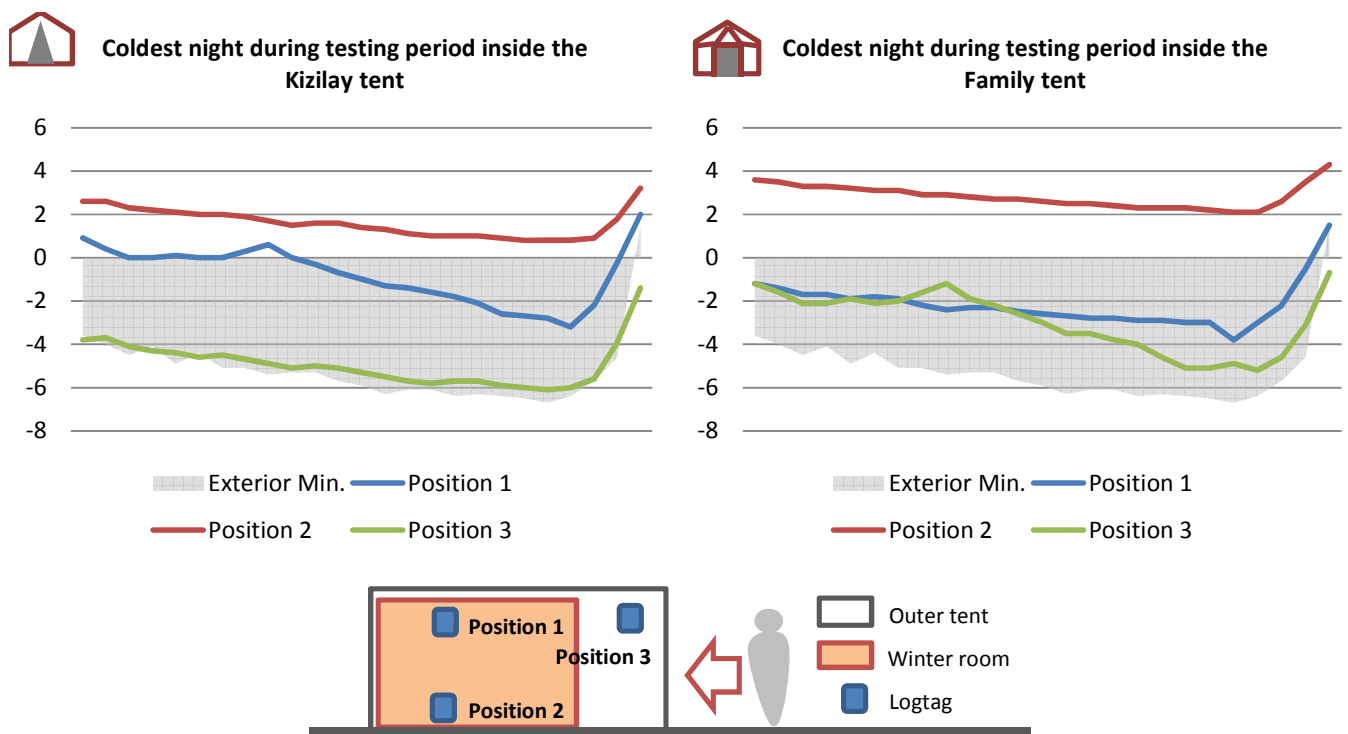 Coldest night during testing period inside the
Kizilay tent
6
4
2
0
-2
-4
-6
-8
Exterior Min.
Position 1
Position 2
Position 3
Coldest night during testing period inside the
Family tent
6
4
2
0
-2
-4
-6
-8
Exterior Min.
Position 1
Position 2
Position 3
Position 1
Position 3
Position 2
Outer tent
Winter room
Logtag